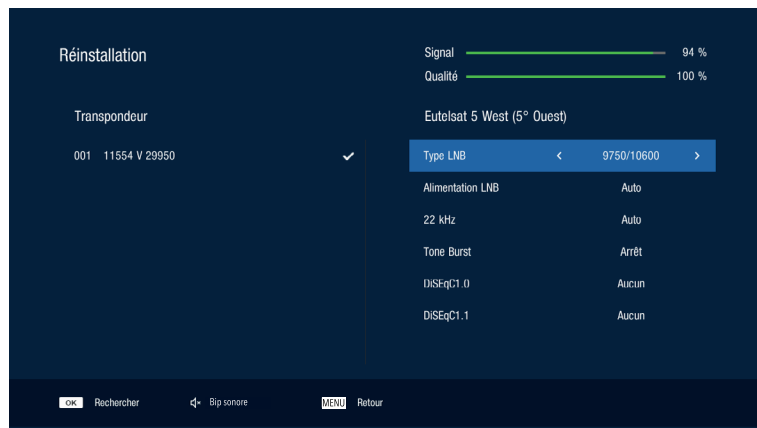 Réinstallation
Signal 94 %
Qualité 100 %
Transpondeur
Eutelsat 5 West (5° Ouest)
001 11554 V 29950
Type LNB < 9750/10600 >
Alimentation LNB Auto
22 kHz Auto
Tone Burst Arrêt
DiSEqC1.0 Aucun
DiSEqC1.1 Aucun
OK Rechercher Bip sonore MENU Retour